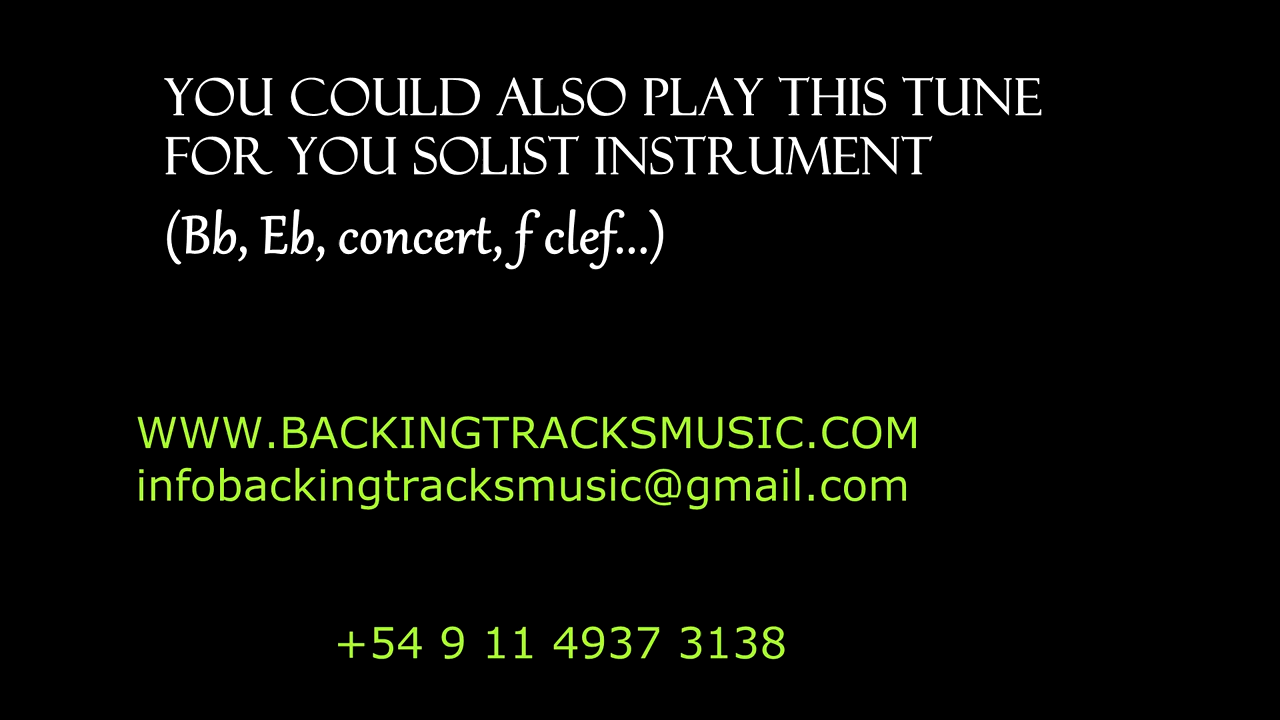 YOU COULD ALSO PLAY THIS TUNE
FOR YOU SOLIST INSTRUMENT
(Bb, Eb, concert, f clef...)
WWW.BACKINGTRACKSMUSIC.COM
infobackingtracksmusic@gmail.com
+54 9 11 4937 3138